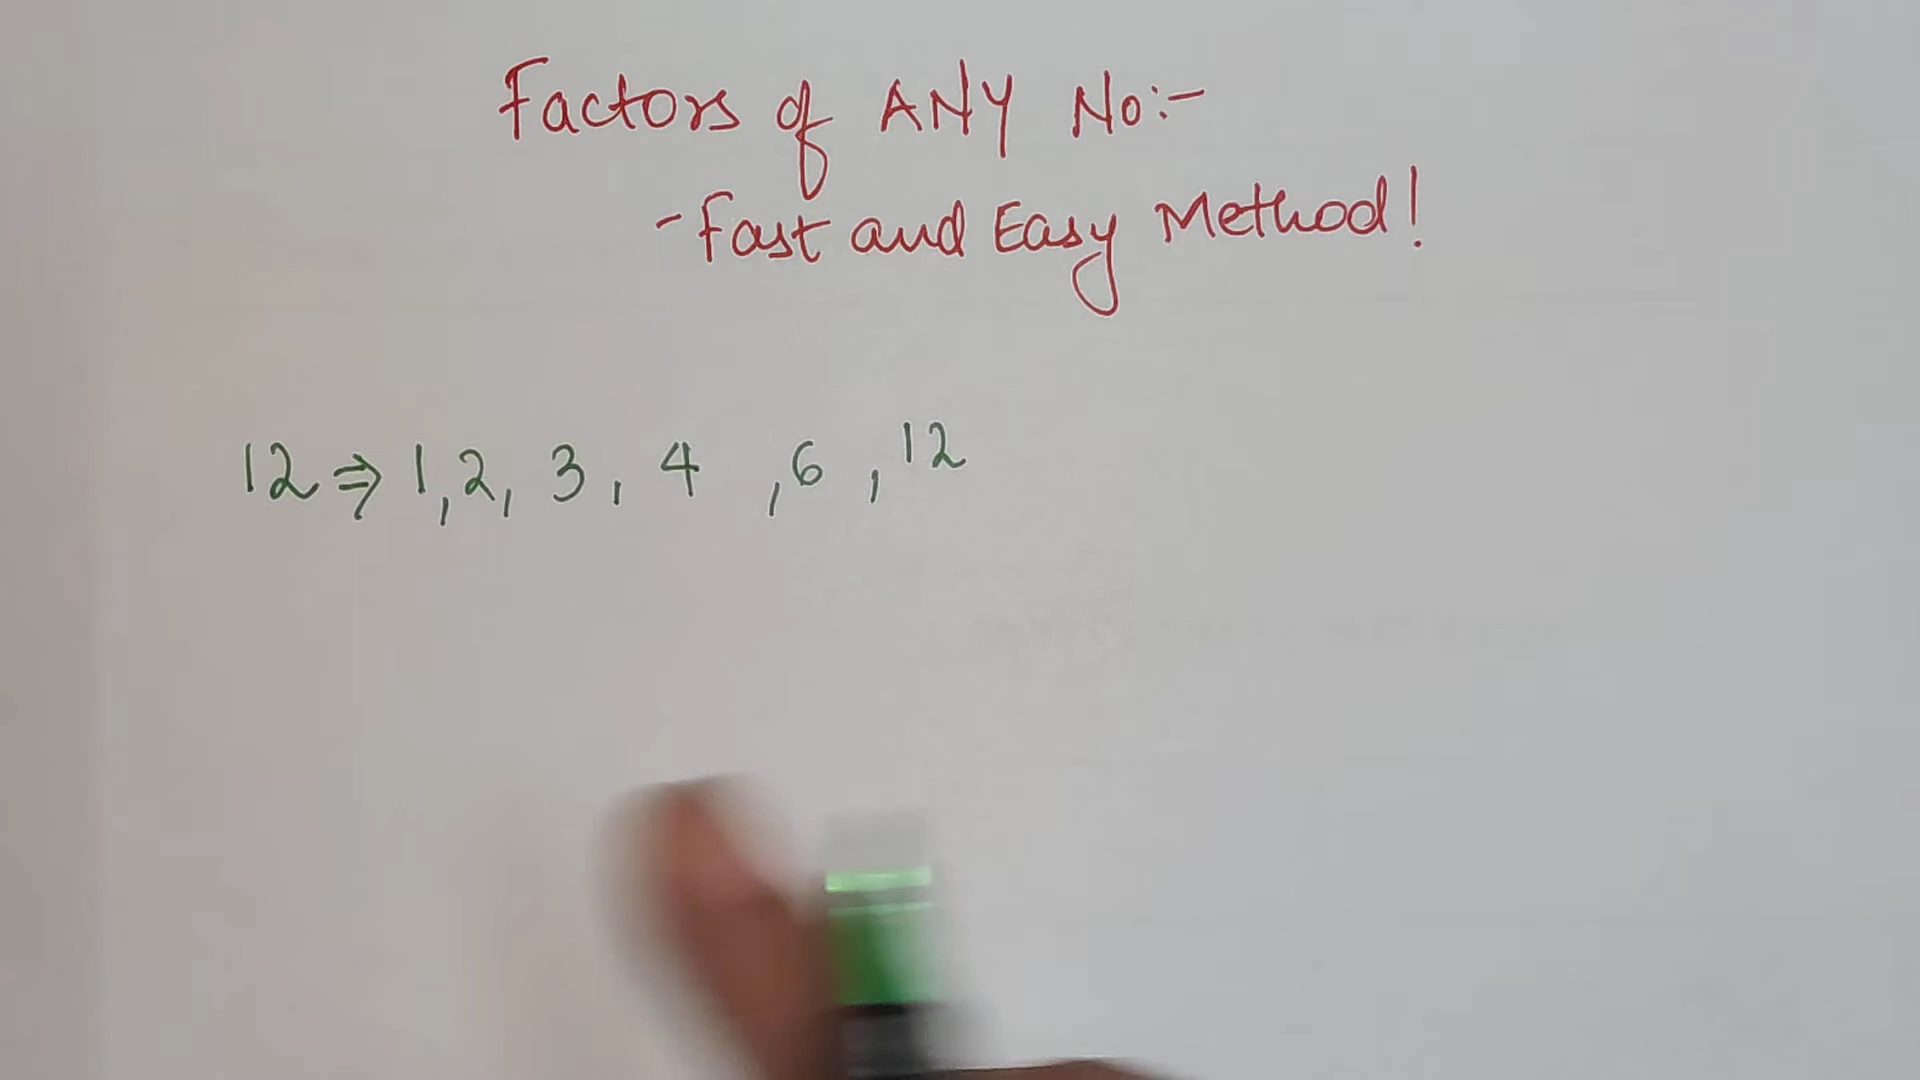 Factors of ANY No:-
- Fast and Easy Method!
12 ⇒ 1, 2, 3, 4 , 6 , 12